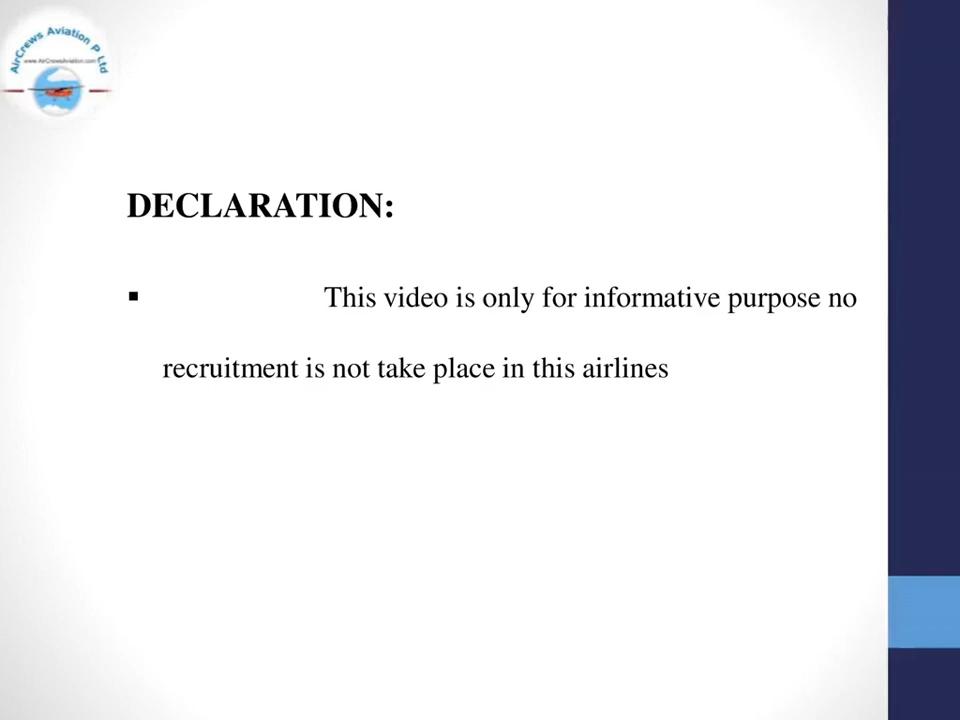 AirCrews Aviation P Ltd
www.AirCrewsAviation.com
DECLARATION:
▪ This video is only for informative purpose no
recruitment is not take place in this airlines